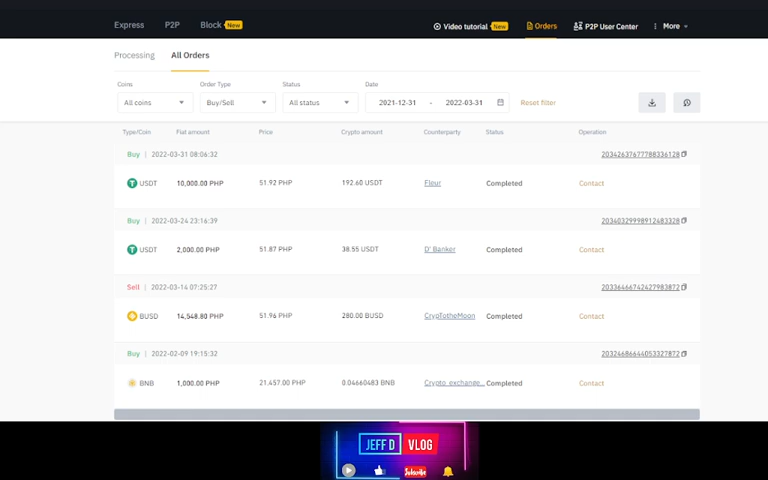 Express P2P Block New Video tutorial New Orders P2P User Center More
Processing All Orders
Coins Order Type Status Date
All coins Buy/Sell All status 2021-12-31 - 2022-03-31 Reset filter
Type/Coin Fiat amount Price Crypto amount Counterparty Status Operation
Buy | 2022-03-31 08:06:32 20342637677788336128
USDT 10,000.00 PHP 51.92 PHP 192.60 USDT Fleur Completed Contact
Buy | 2022-03-24 23:16:39 20340329998912483328
USDT 2,000.00 PHP 51.87 PHP 38.55 USDT D' Banker Completed Contact
Sell | 2022-03-14 07:25:27 20336466742427983872
BUSD 14,548.80 PHP 51.96 PHP 280.00 BUSD CrypTotheMoon Completed Contact
Buy | 2022-02-09 19:15:32 20324686644053327872
BNB 1,000.00 PHP 21,457.00 PHP 0.04660483 BNB Crypto_exchange... Completed Contact
JEFF D VLOG
Subscribe